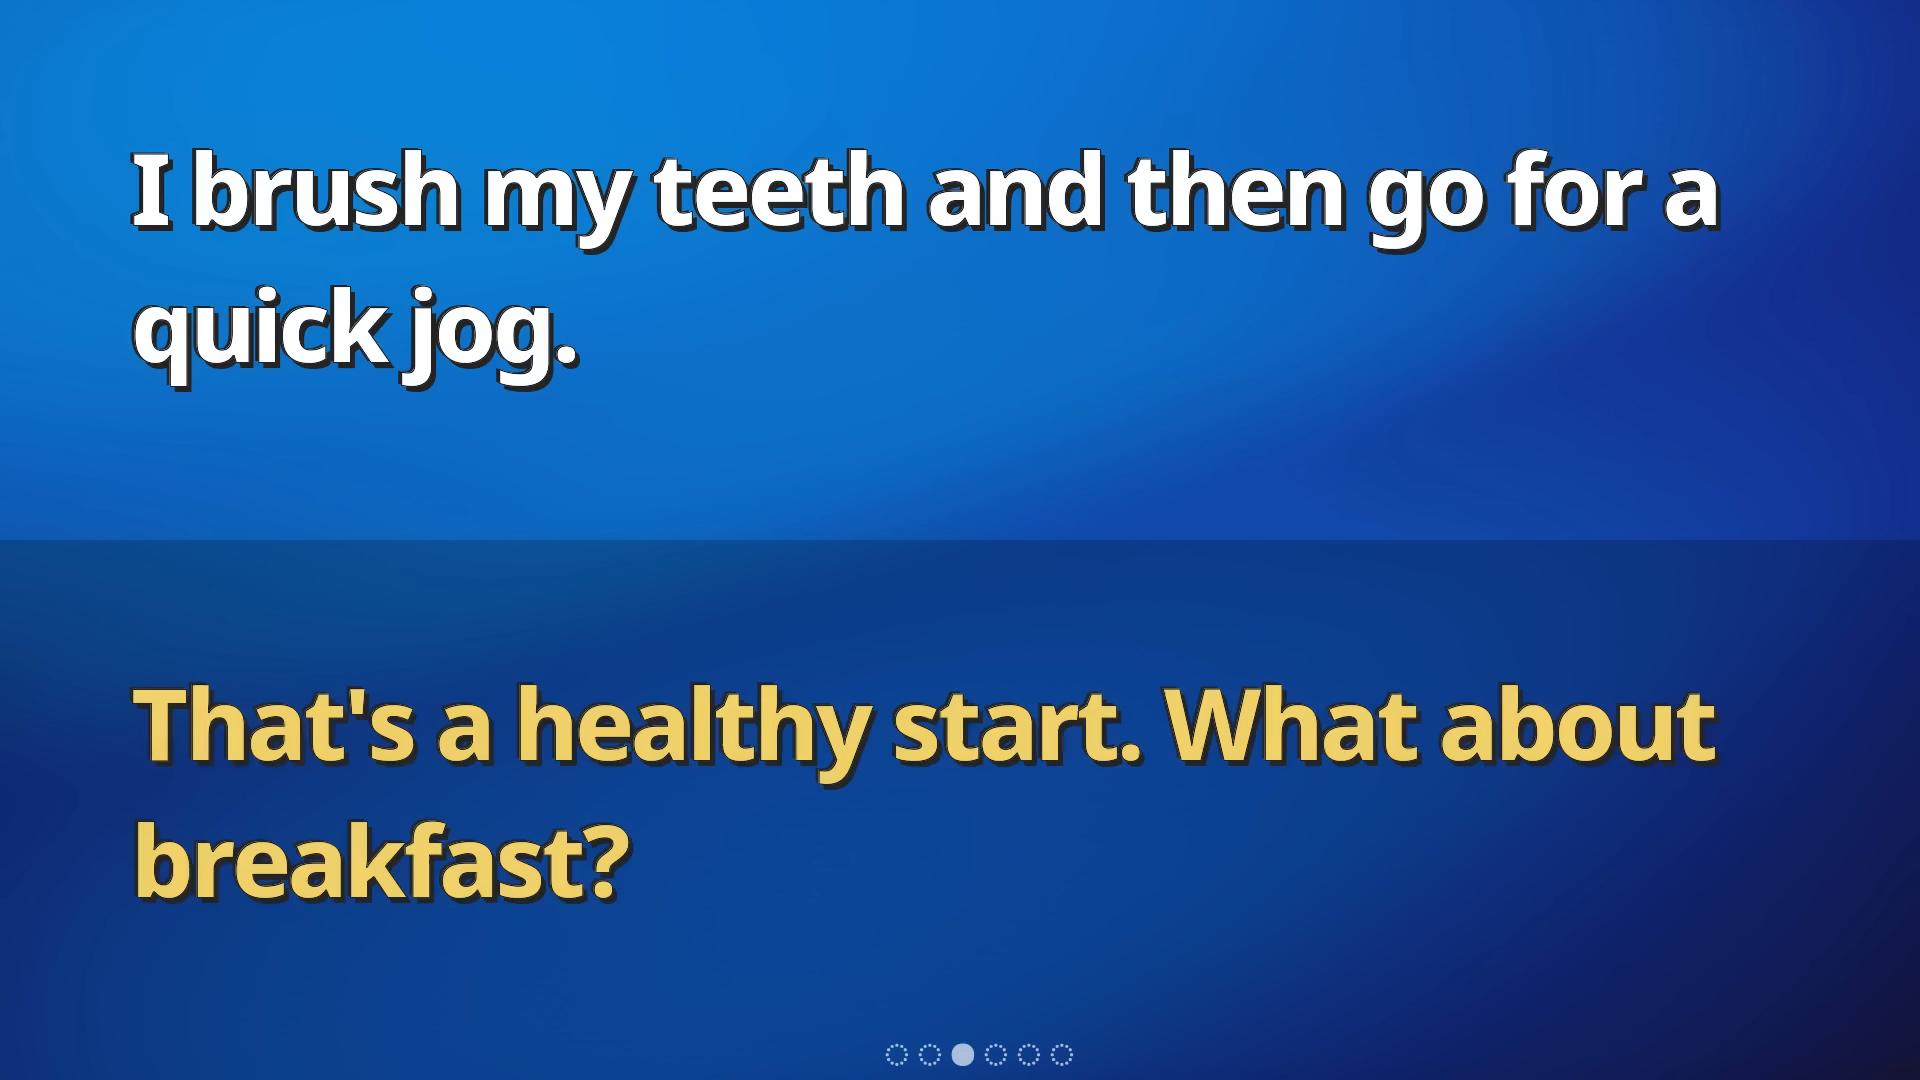 I brush my teeth and then go for a
quick jog.
That's a healthy start. What about
breakfast?